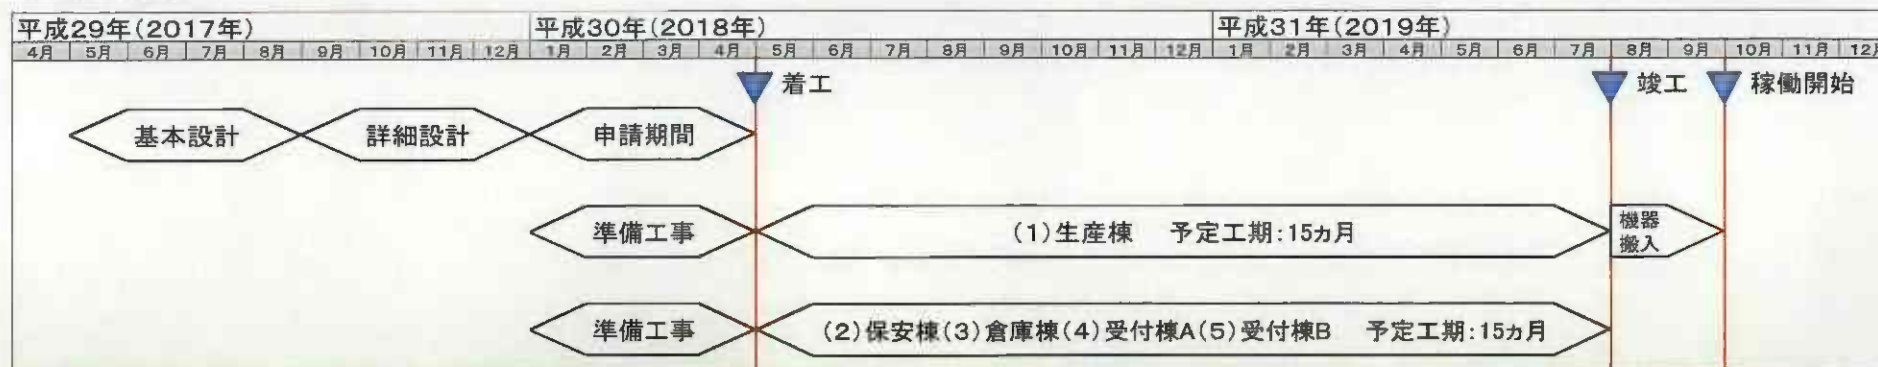 平成29年(2017年) 平成30年(2018年) 平成31年(2019年)
4月 5月 6月 7月 8月 9月 10月 11月 12月 1月 2月 3月 4月 5月 6月 7月 8月 9月 10月 11月 12月 1月 2月 3月 4月 5月 6月 7月 8月 9月 10月 11月 12月
着工 竣工 稼働開始
基本設計 詳細設計 申請期間
準備工事 (1)生産棟 予定工期:15ヵ月 機器
搬入
準備工事 (2)保安棟(3)倉庫棟(4)受付棟A(5)受付棟B 予定工期:15ヵ月